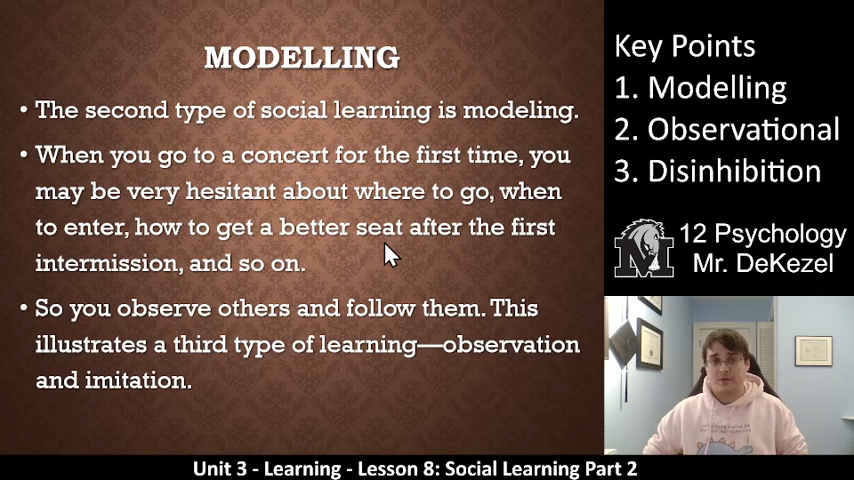 MODELLING
• The second type of social learning is modeling.
• When you go to a concert for the first time, you
may be very hesitant about where to go, when
to enter, how to get a better seat after the first
intermission, and so on.
• So you observe others and follow them. This
illustrates a third type of learning—observation
and imitation.
Key Points
1. Modelling
2. Observational
3. Disinhibition
M
12 Psychology
Mr. DeKezel
Unit 3 - Learning - Lesson 8: Social Learning Part 2